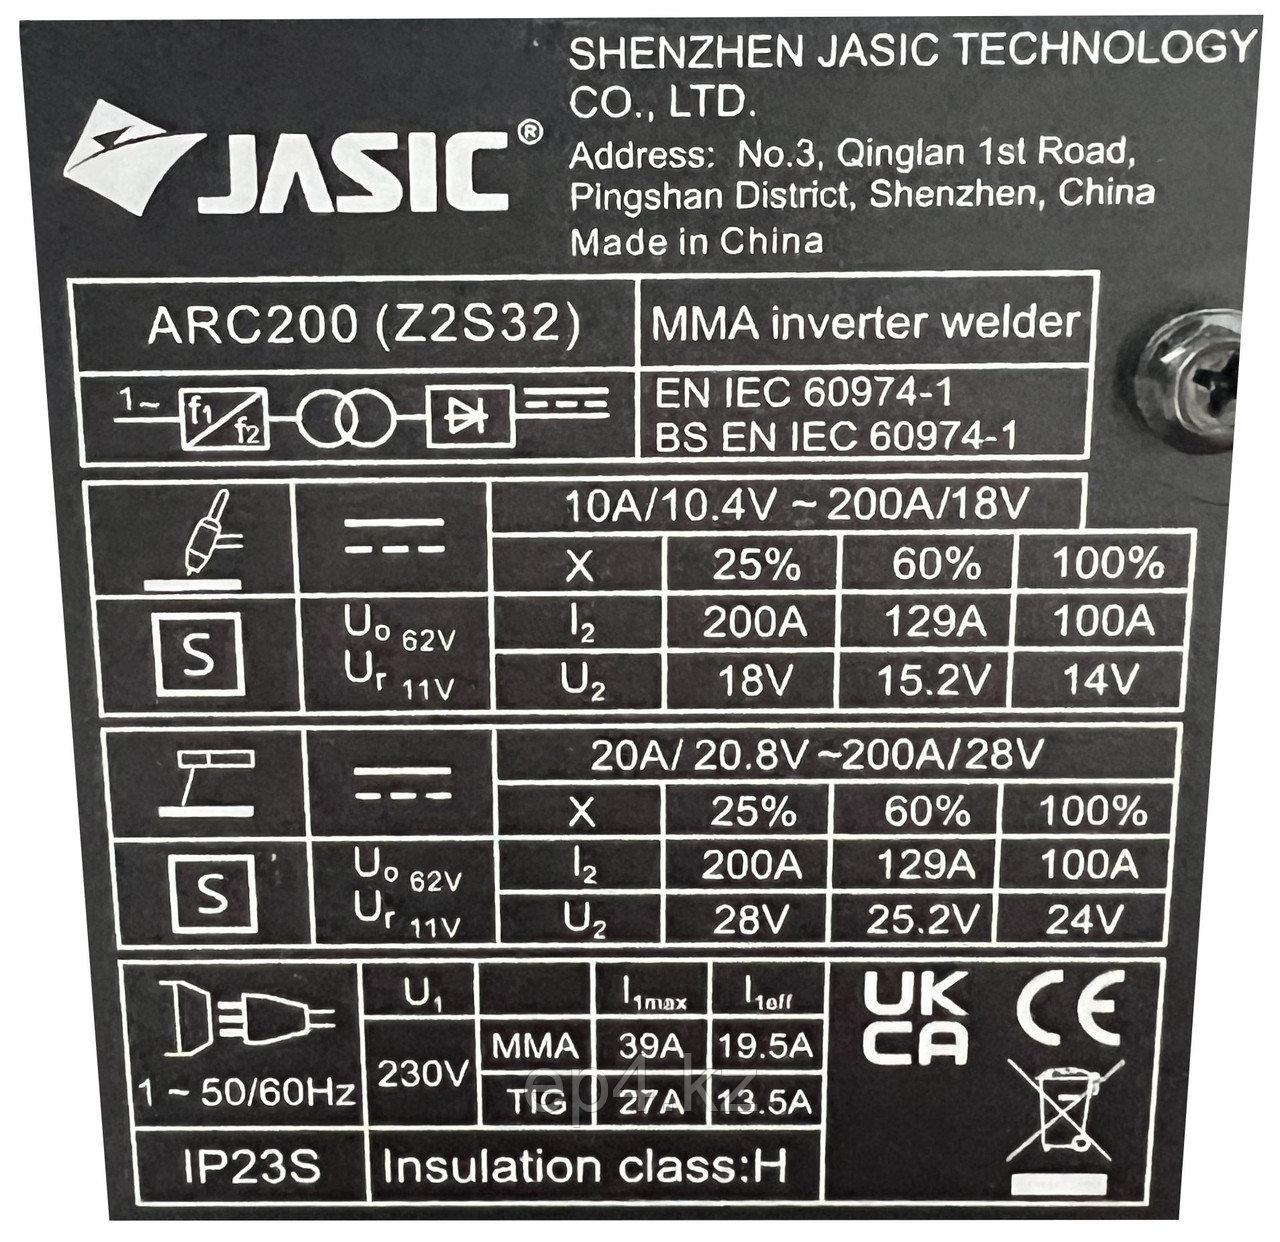 SHENZHEN JASIC TECHNOLOGY
CO., LTD.
JASIC®
Address: No.3, Qinglan 1st Road,
Pingshan District, Shenzhen, China
Made in China
ARC200 (Z2S32) MMA inverter welder
1~ f1 f2
EN IEC 60974-1
BS EN IEC 60974-1
10A/10.4V ~ 200A/18V
X 25% 60% 100%
S U0 62V I2 200A 129A 100A
Ur 11V U2 18V 15.2V 14V
20A/ 20.8V ~200A/28V
X 25% 60% 100%
S U0 62V I2 200A 129A 100A
Ur 11V U2 28V 25.2V 24V
U1 I1max I1eff
230V MMA 39A 19.5A
1 ~ 50/60Hz TIG 27A 13.5A
UK
CA
CE
ep4.kz
IP23S Insulation class:H